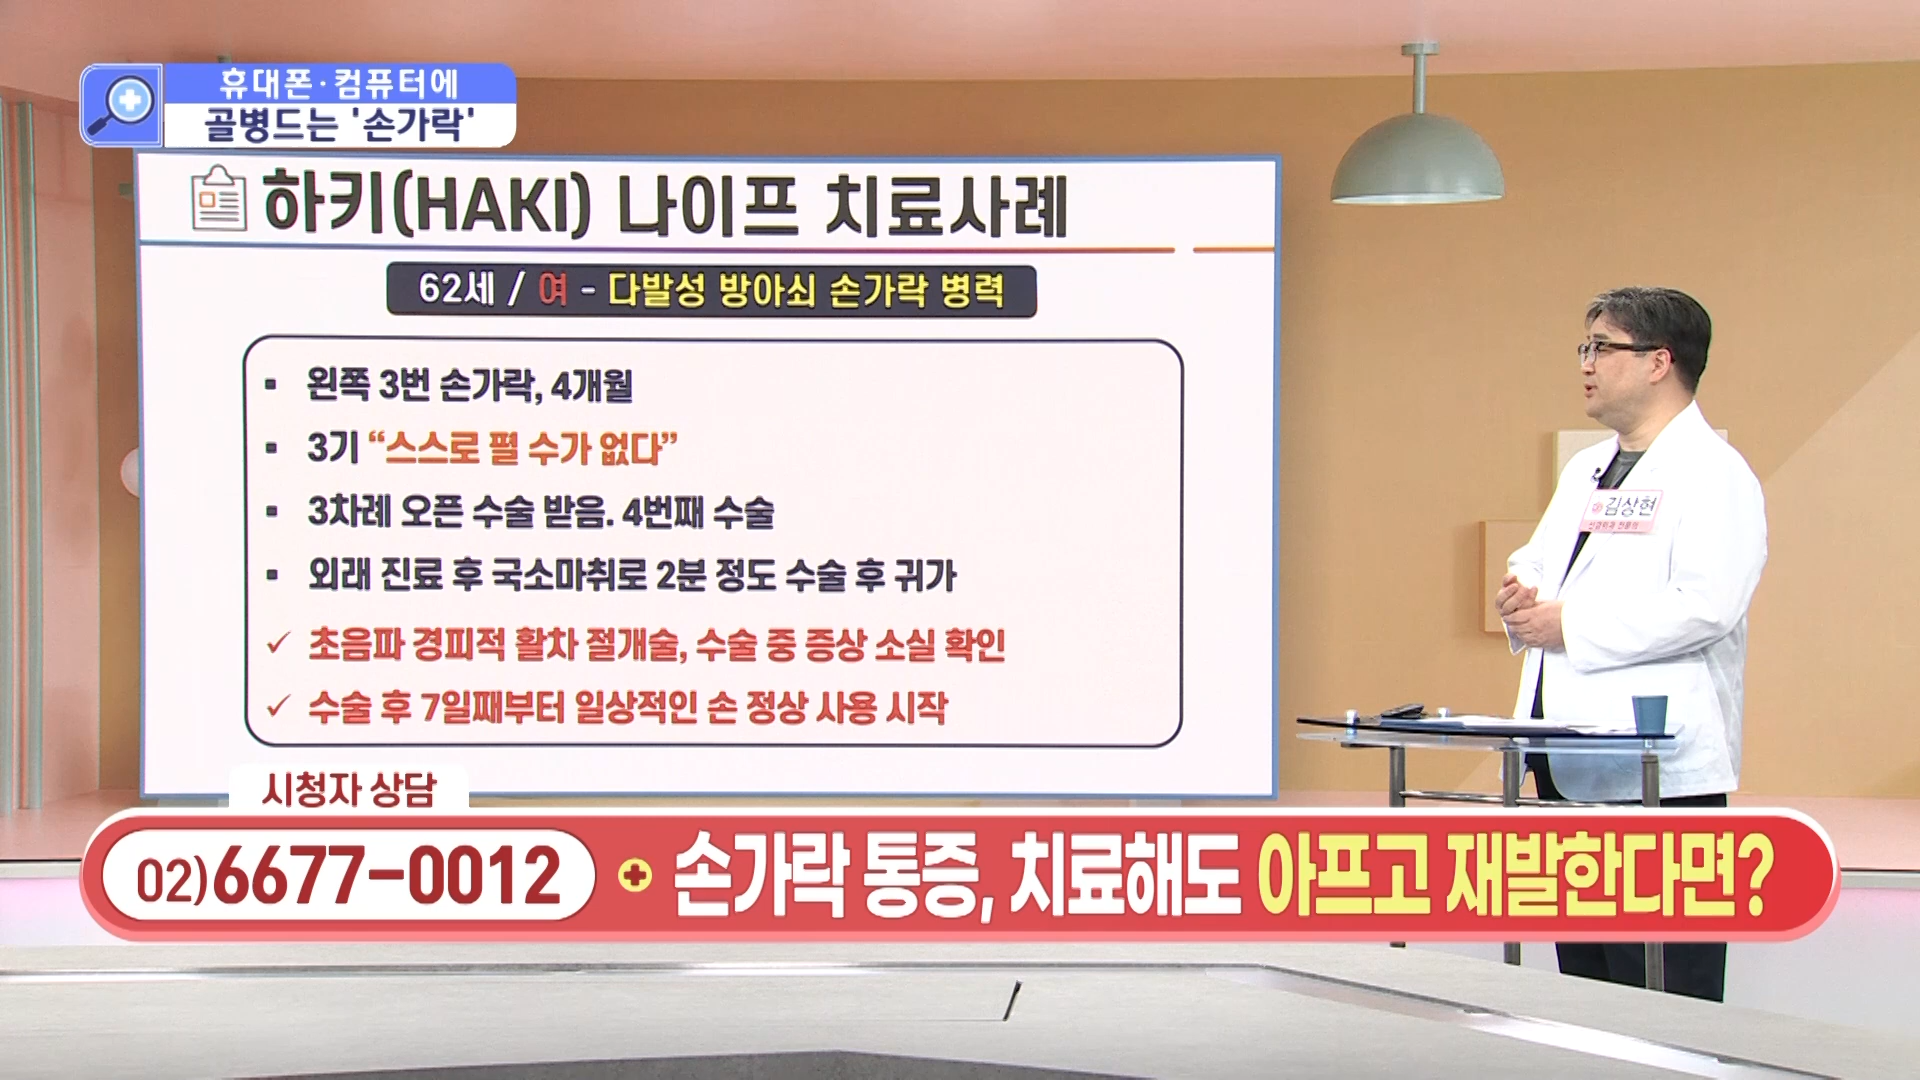 휴대폰·컴퓨터에
골병드는 '손가락'
하키(HAKI) 나이프 치료사례
62세 / 여 - 다발성 방아쇠 손가락 병력
▪ 왼쪽 3번 손가락, 4개월
▪ 3기 “스스로 펼 수가 없다”
▪ 3차례 오픈 수술 받음. 4번째 수술
▪ 외래 진료 후 국소마취로 2분 정도 수술 후 귀가
✓ 초음파 경피적 활차 절개술, 수술 중 증상 소실 확인
✓ 수술 후 7일째부터 일상적인 손 정상 사용 시작
김상현
신경외과 전문의
시청자 상담
02)6677-0012
손가락 통증, 치료해도 아프고 재발한다면?